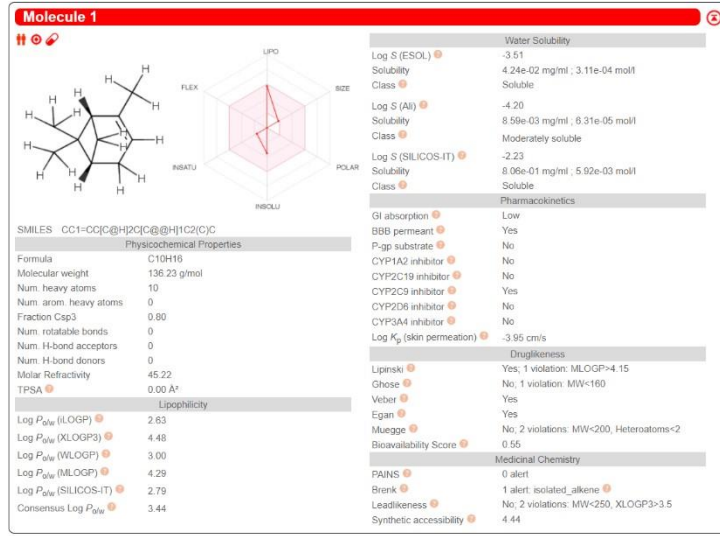 Molecule 1
LIPO
FLEX
SIZE
INSATU
POLAR
INSOLU
H
H
H
H
H
H
H
H
CH₃
CH₃
H₃C
H₃C
SMILES CC1=CC[C@H]2C[C@@H]1C2(C)C
Physicochemical Properties
Formula C10H16
Molecular weight 136.23 g/mol
Num. heavy atoms 10
Num. arom. heavy atoms 0
Fraction Csp3 0.80
Num. rotatable bonds 0
Num. H-bond acceptors 0
Num. H-bond donors 0
Molar Refractivity 45.22
TPSA 0.00 Å²
Lipophilicity
Log Po/w (iLOGP) 2.63
Log Po/w (XLOGP3) 4.48
Log Po/w (WLOGP) 3.00
Log Po/w (MLOGP) 4.29
Log Po/w (SILICOS-IT) 2.79
Consensus Log Po/w 3.44
Water Solubility
Log S (ESOL) -3.51
Solubility 4.24e-02 mg/ml ; 3.11e-04 mol/l
Class Soluble
Log S (Ali) -4.20
Solubility 8.59e-03 mg/ml ; 6.31e-05 mol/l
Class Moderately soluble
Log S (SILICOS-IT) -2.23
Solubility 8.06e-01 mg/ml ; 5.92e-03 mol/l
Class Soluble
Pharmacokinetics
GI absorption Low
BBB permeant Yes
P-gp substrate No
CYP1A2 inhibitor No
CYP2C19 inhibitor No
CYP2C9 inhibitor Yes
CYP2D6 inhibitor No
CYP3A4 inhibitor No
Log Kp (skin permeation) -3.95 cm/s
Druglikeness
Lipinski Yes; 1 violation: MLOGP>4.15
Ghose No; 1 violation: MW<160
Veber Yes
Egan Yes
Muegge No; 2 violations: MW<200, Heteroatoms<2
Bioavailability Score 0.55
Medicinal Chemistry
PAINS 0 alert
Brenk 1 alert: isolated_alkene
Leadlikeness No; 2 violations: MW<250, XLOGP3>3.5
Synthetic accessibility 4.44